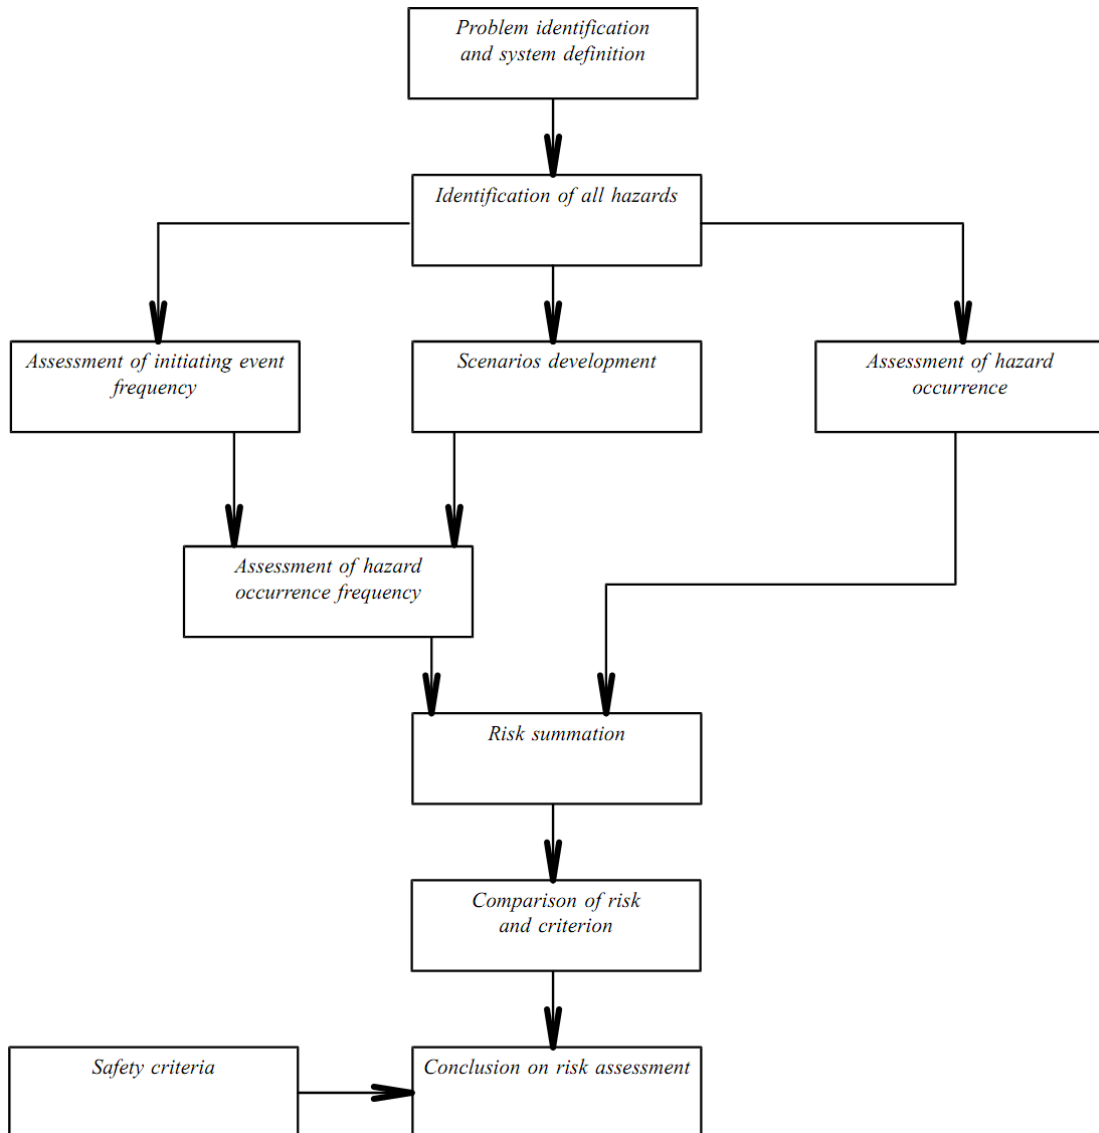 Problem identification
and system definition
Identification of all hazards
Assessment of initiating event
frequency
Scenarios development
Assessment of hazard
occurrence
Assessment of hazard
occurrence frequency
Risk summation
Comparison of risk
and criterion
Safety criteria
Conclusion on risk assessment